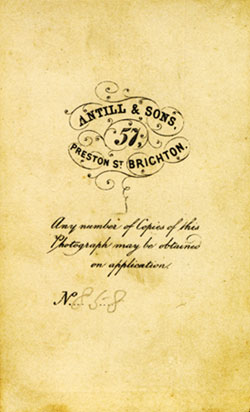 ANTILL & SONS,
57,
PRESTON ST BRIGHTON.
Any number of Copies of this
Photograph may be obtained
on application.
No. 858